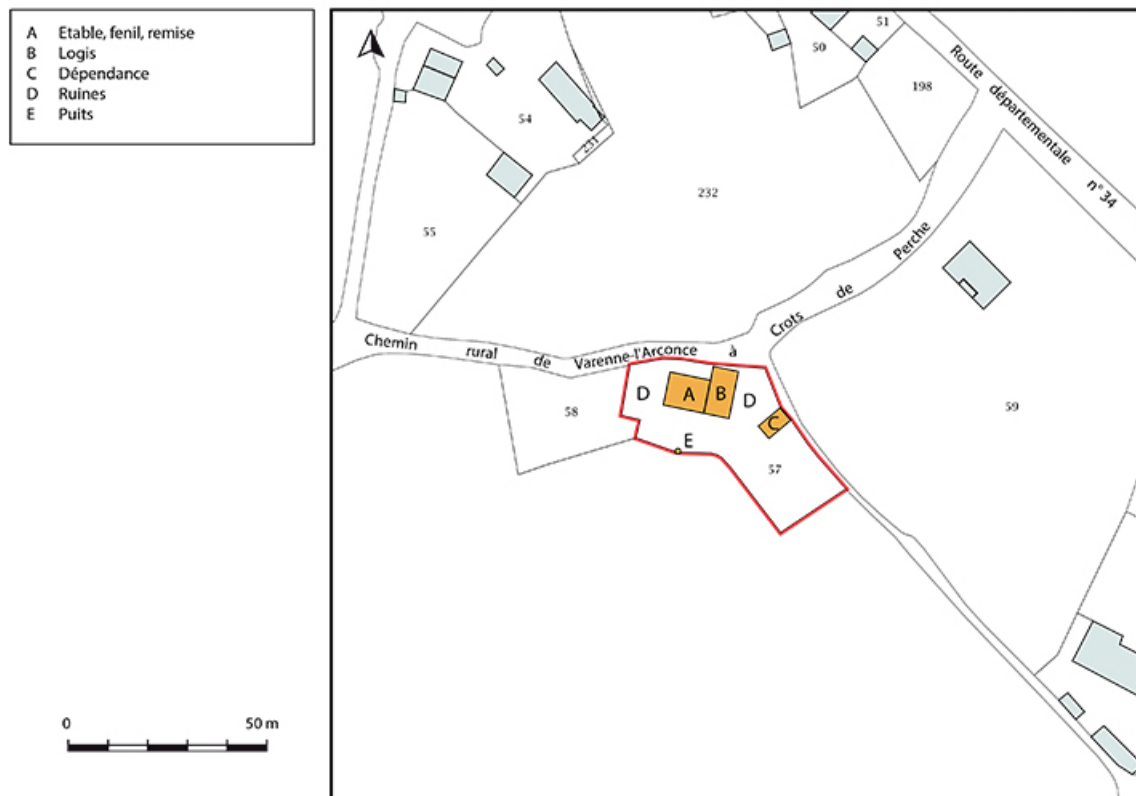 A Etable, fenil, remise
B Logis
C Dépendance
D Ruines
E Puits
0 50 m
51
50
198
Route départementale n° 34
54
231
232
55
Chemin rural de Varenne-l'Arçonce à Crots de Perche
D
A
B
D
C
E
58
57
59